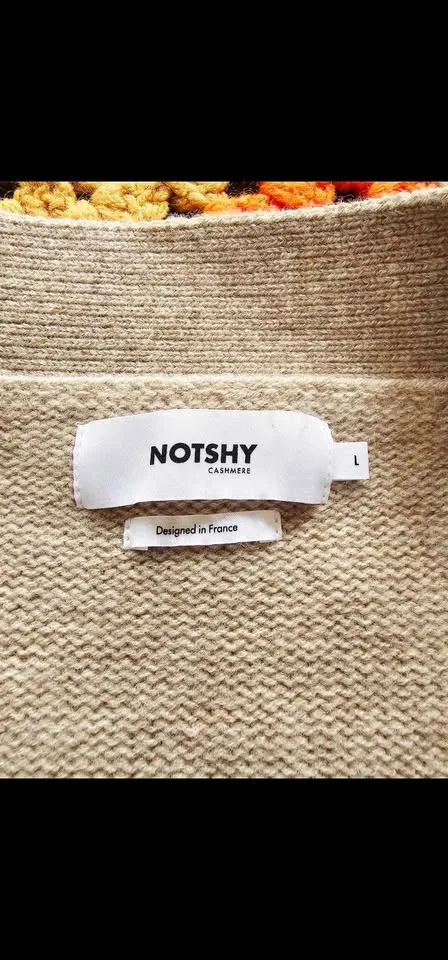 NOTSHY
CASHMERE
L
Designed in France